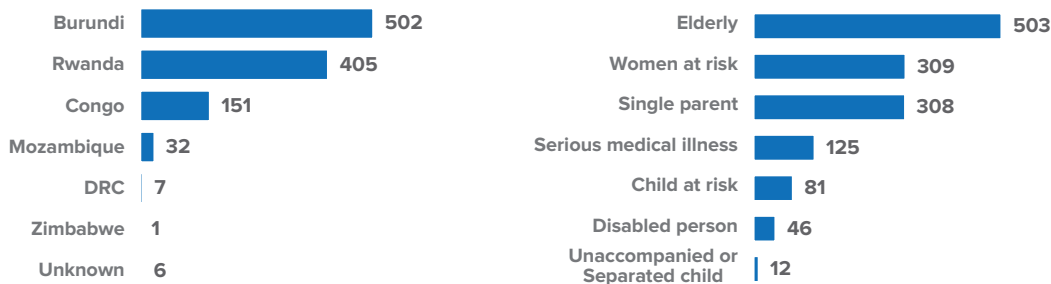 Burundi 502
Rwanda 405
Congo 151
Mozambique 32
DRC 7
Zimbabwe 1
Unknown 6
Elderly 503
Women at risk 309
Single parent 308
Serious medical illness 125
Child at risk 81
Disabled person 46
Unaccompanied or
Separated child 12